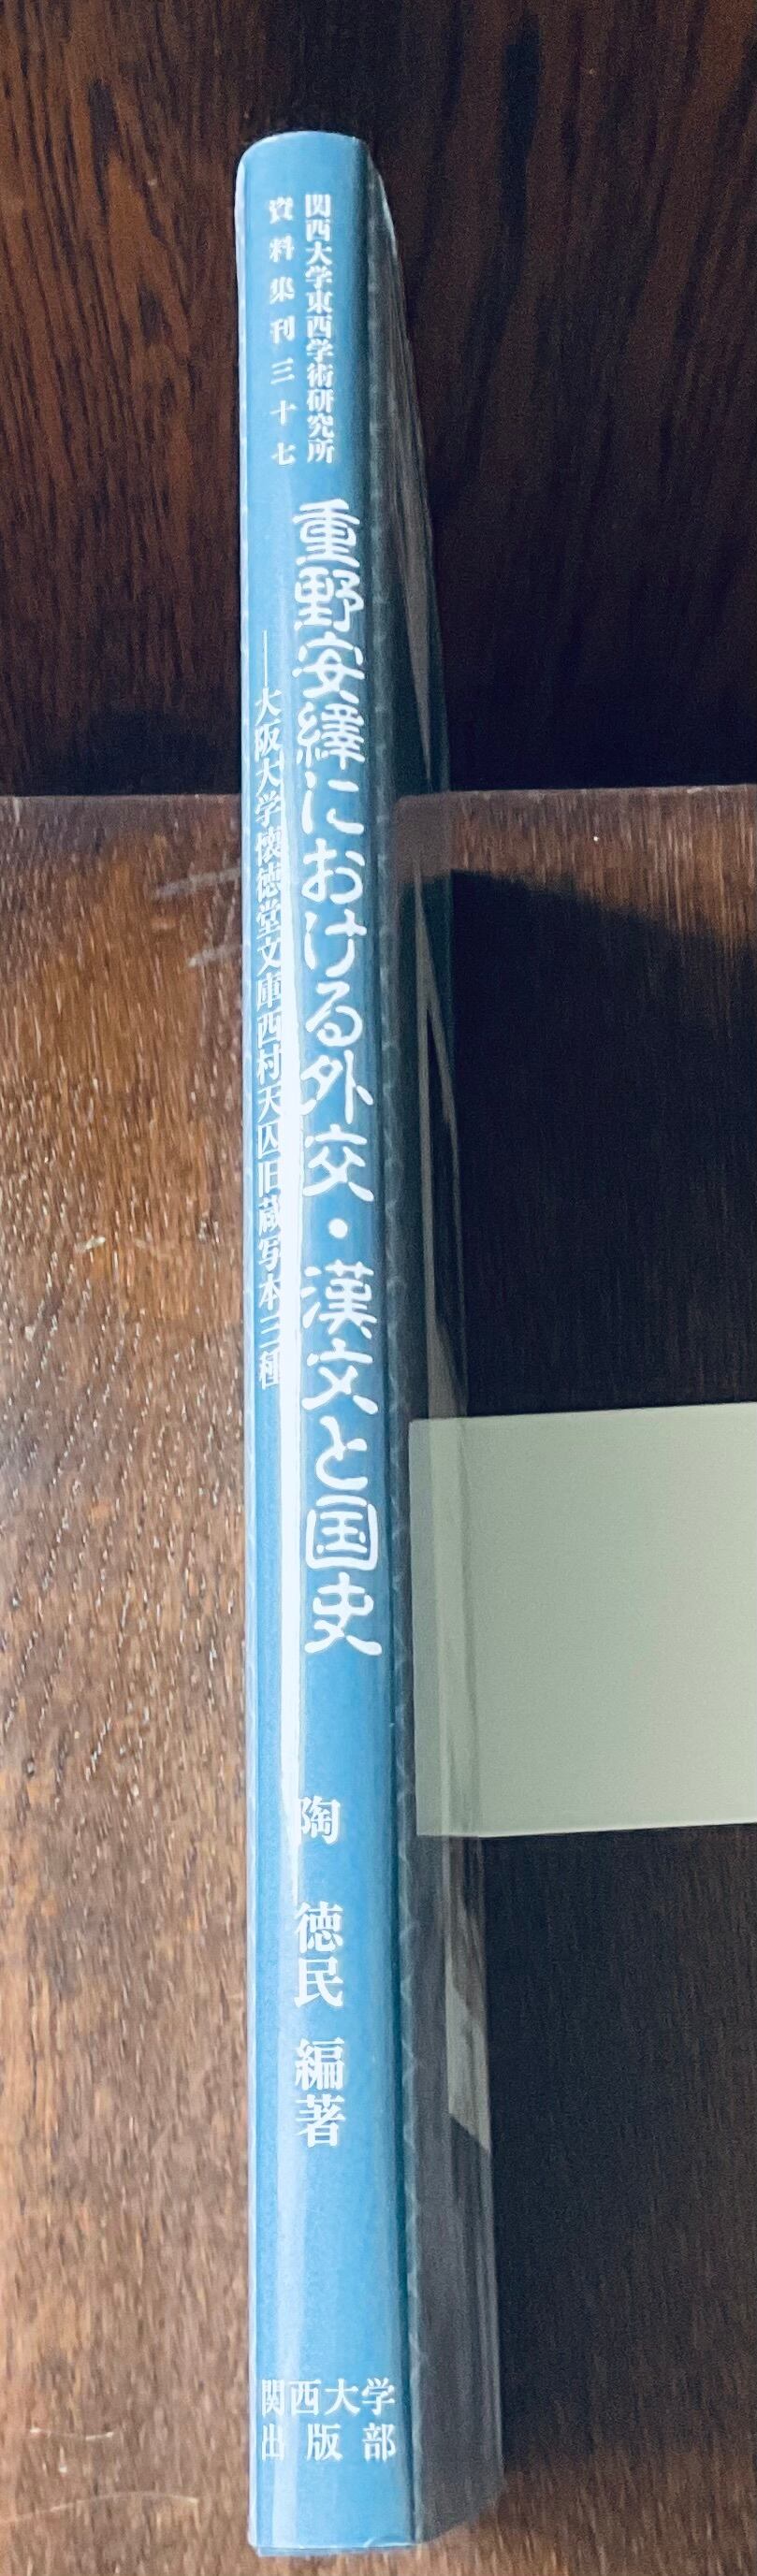 関西大学東西学術研究所
資料集刊三十七
重野安繹における外交・漢文と国史
―大阪大学懐徳堂文庫西村天囚旧蔵写本三種
陶 徳民 編著
関西大学
出版部